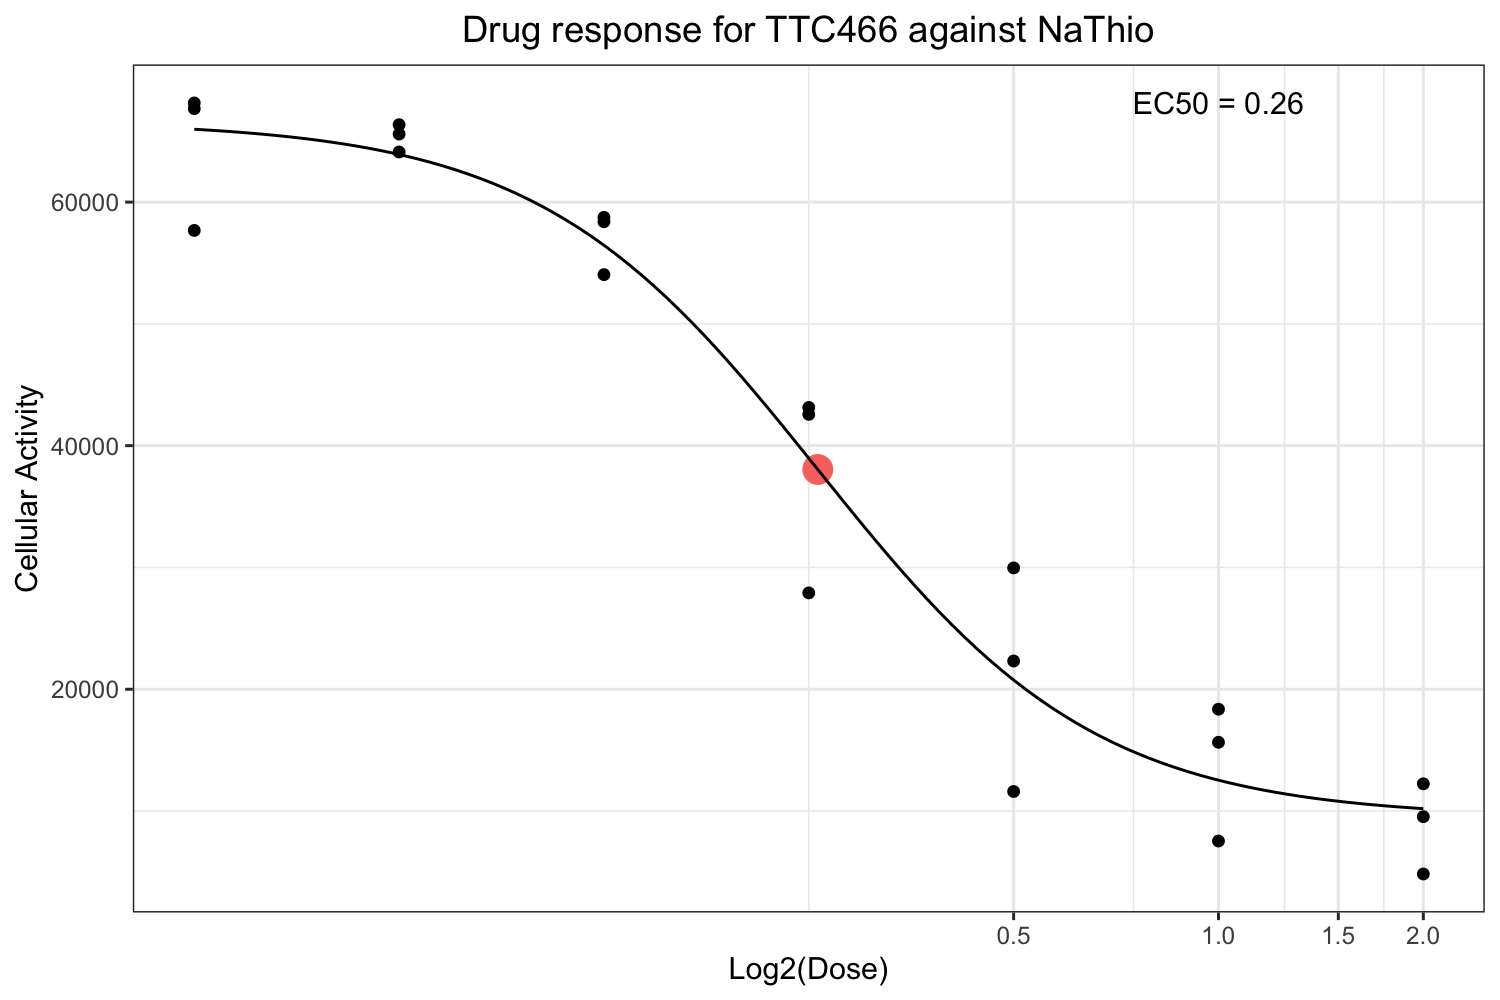 Drug response for TTC466 against NaThio
EC50 = 0.26
60000
40000
20000
Cellular Activity
0.5 1.0 1.5 2.0
Log2(Dose)